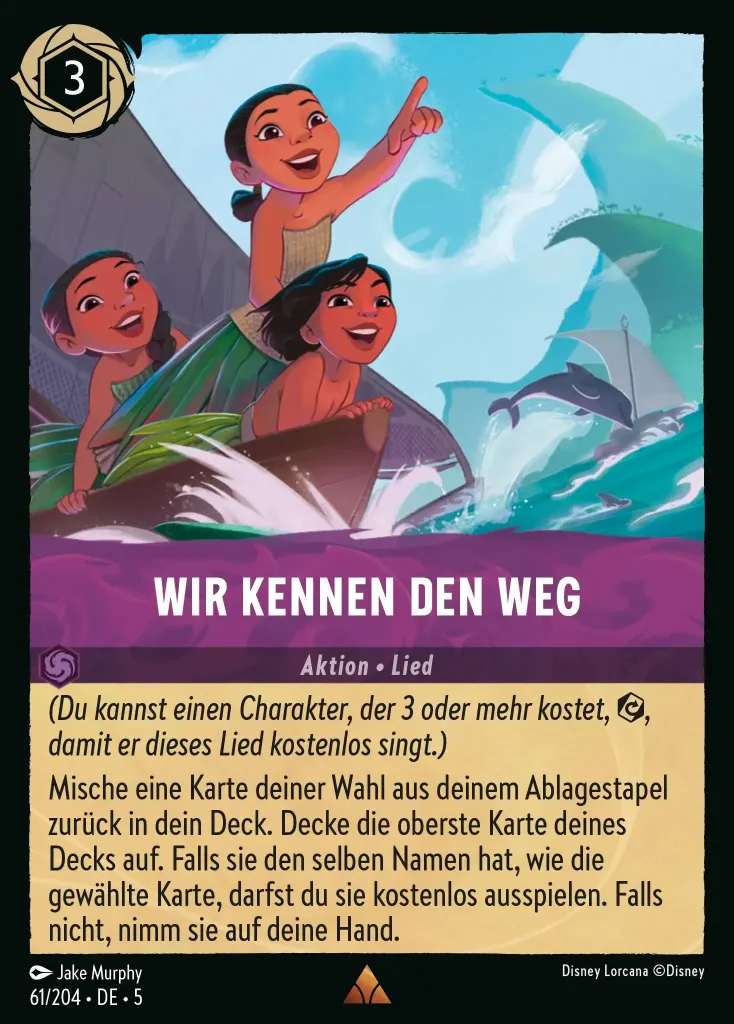 3
WIR KENNEN DEN WEG
Aktion • Lied
(Du kannst einen Charakter, der 3 oder mehr kostet, ,
damit er dieses Lied kostenlos singt.)
Mische eine Karte deiner Wahl aus deinem Ablagestapel
zurück in dein Deck. Decke die oberste Karte deines
Decks auf. Falls sie den selben Namen hat, wie die
gewählte Karte, darfst du sie kostenlos ausspielen. Falls
nicht, nimm sie auf deine Hand.
Jake Murphy
Disney Lorcana ©Disney
61/204 • DE • 5